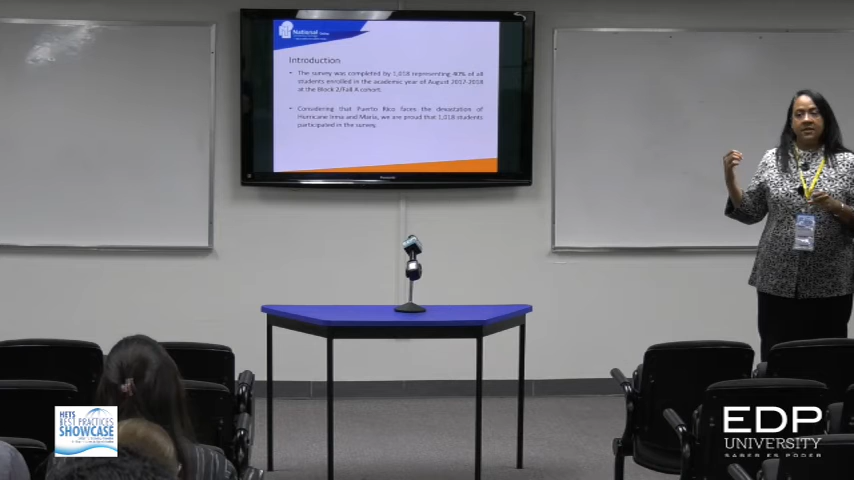 National
Introduction
• The survey was completed by 1,018 representing 40% of all
students enrolled in the academic year of August 2017-2018
at the Block 2/Fall A cohort.
• Considering that Puerto Rico faces the devastation of
Hurricane Irma and Maria, we are proud that 1,018 students
participated in the survey.
HETS
BEST PRACTICES
SHOWCASE
EDP
UNIVERSITY
SABER ES PODER